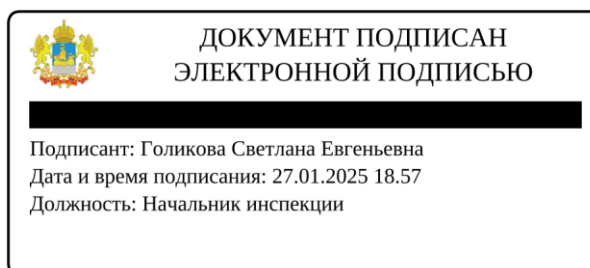 ДОКУМЕНТ ПОДПИСАН
ЭЛЕКТРОННОЙ ПОДПИСЬЮ
Подписант: Голикова Светлана Евгеньевна
Дата и время подписания: 27.01.2025 18.57
Должность: Начальник инспекции